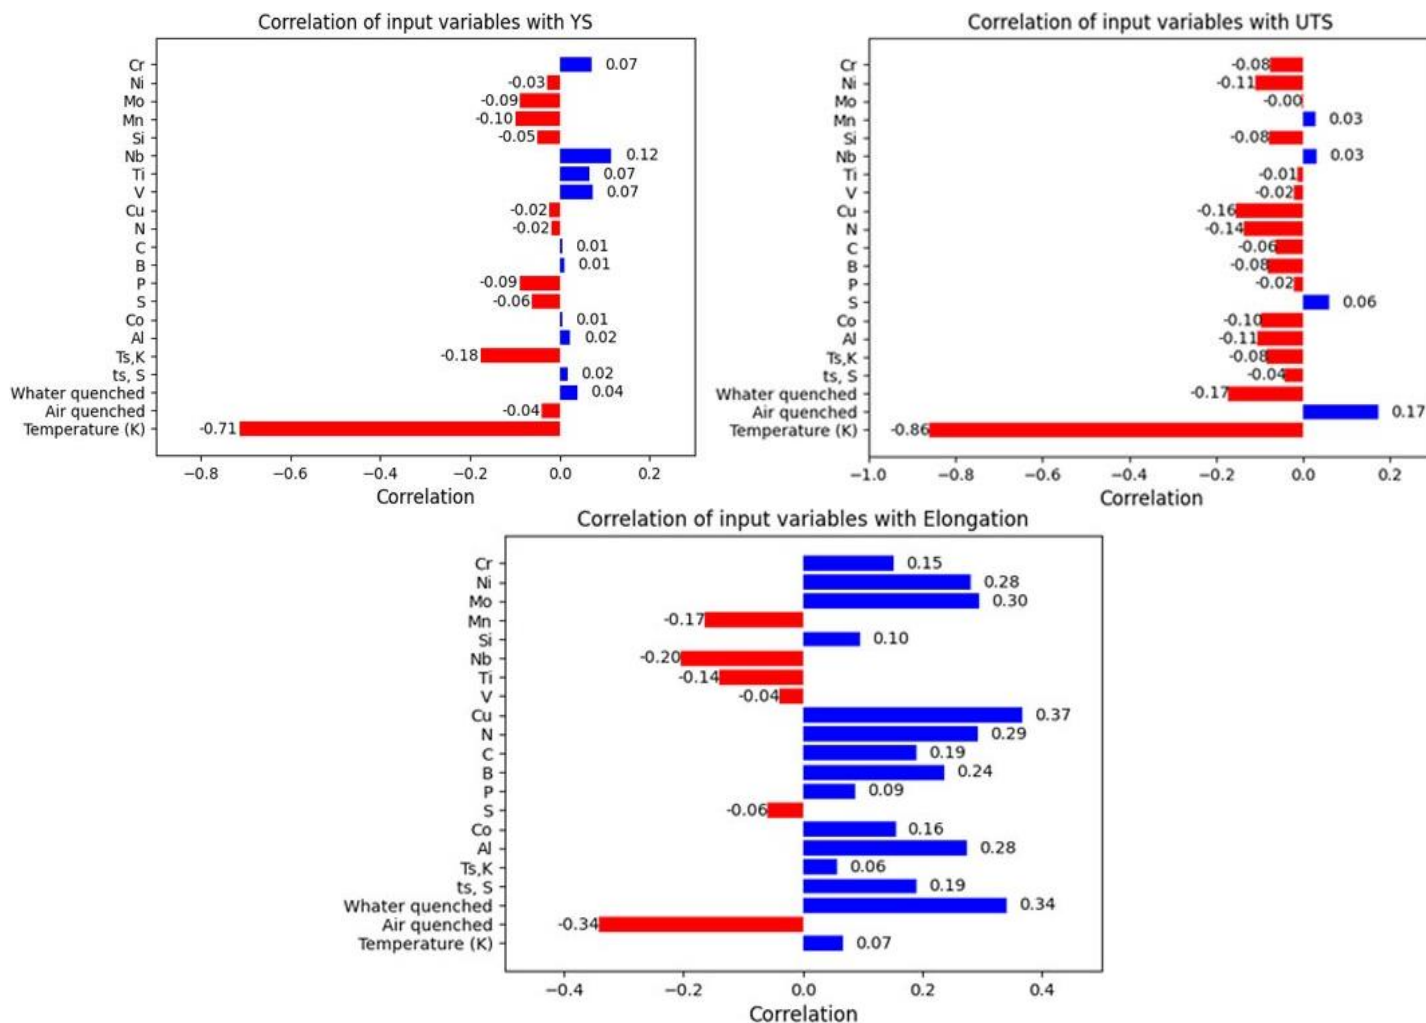 Correlation of input variables with YS
Cr 0.07
Ni -0.03
Mo -0.09
Mn -0.10
Si -0.05
Nb 0.12
Ti 0.07
V 0.07
Cu -0.02
N -0.02
C 0.01
B 0.01
P -0.09
S -0.06
Co 0.01
Al 0.02
Ts,K -0.18
ts, S 0.02
Whater quenched 0.04
Air quenched -0.04
Temperature (K) -0.71
−0.8 −0.6 −0.4 −0.2 0.0 0.2
Correlation
Correlation of input variables with UTS
Cr -0.08
Ni -0.11
Mo -0.00
Mn 0.03
Si -0.08
Nb 0.03
Ti -0.01
V -0.02
Cu -0.16
N -0.14
C -0.06
B -0.08
P -0.02
S 0.06
Co -0.10
Al -0.11
Ts,K -0.08
ts, S -0.04
Whater quenched -0.17
Air quenched 0.17
Temperature (K) -0.86
−1.0 −0.8 −0.6 −0.4 −0.2 0.0 0.2
Correlation
Correlation of input variables with Elongation
Cr 0.15
Ni 0.28
Mo 0.30
Mn -0.17
Si 0.10
Nb -0.20
Ti -0.14
V -0.04
Cu 0.37
N 0.29
C 0.19
B 0.24
P 0.09
S -0.06
Co 0.16
Al 0.28
Ts,K 0.06
ts, S 0.19
Whater quenched 0.34
Air quenched -0.34
Temperature (K) 0.07
−0.4 −0.2 0.0 0.2 0.4
Correlation